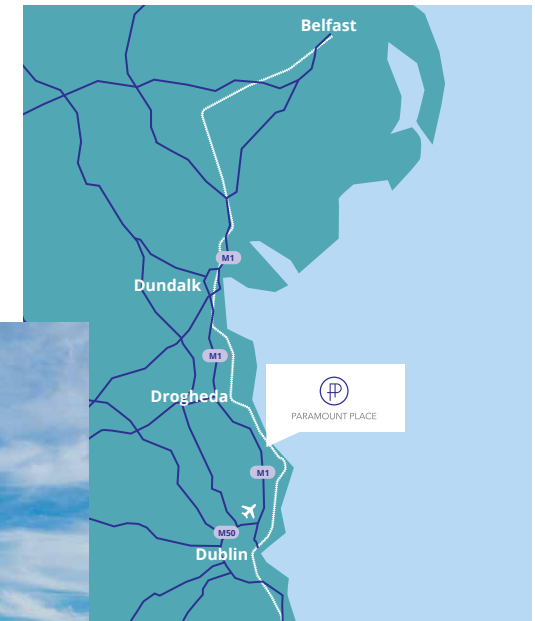 Belfast
M1
Dundalk
M1
Drogheda
PARAMOUNT PLACE
M1
M50
Dublin